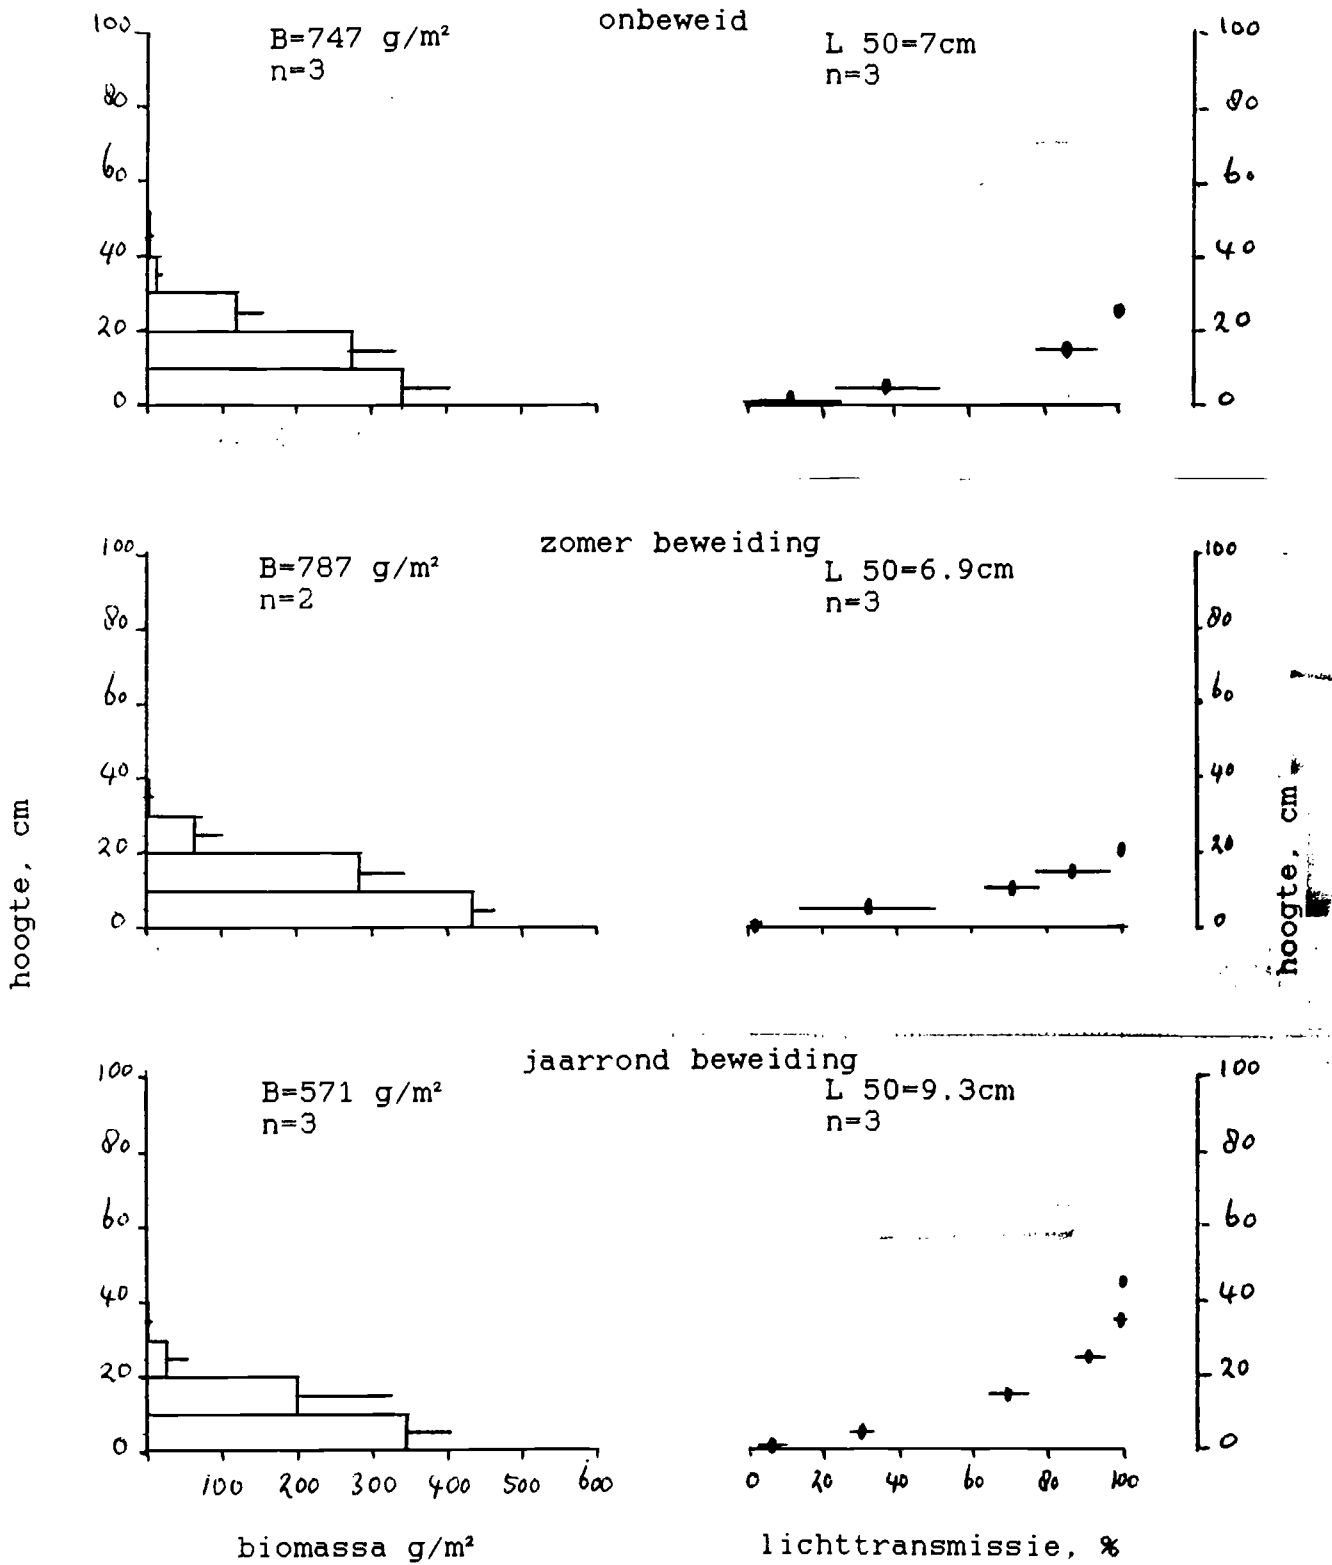 onbeweid
B=747 g/m²
n=3
L 50=7cm
n=3
100
80
60
40
20
0
100
80
60
40
20
0
zomer beweiding
B=787 g/m²
n=2
L 50=6.9cm
n=3
100
80
60
40
20
0
100
80
60
40
20
0
hoogte, cm
hoogte, cm
jaarrond beweiding
B=571 g/m²
n=3
L 50=9.3cm
n=3
100
80
60
40
20
0
100
80
60
40
20
0
100 200 300 400 500 600
0 20 40 60 80 100
biomassa g/m²
lichttransmissie, %